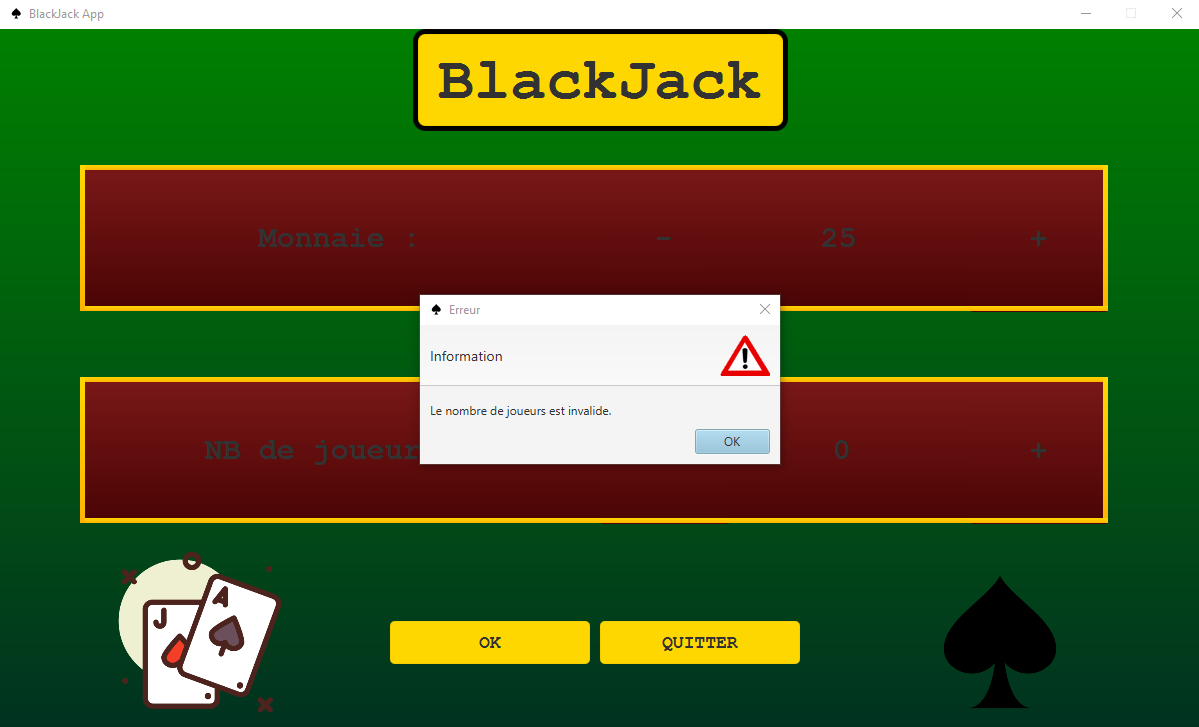 BlackJack App
BlackJack
Monnaie : - 25 +
Erreur
Information
Le nombre de joueurs est invalide.
OK
NB de joueur 0 +
J
A
OK QUITTER